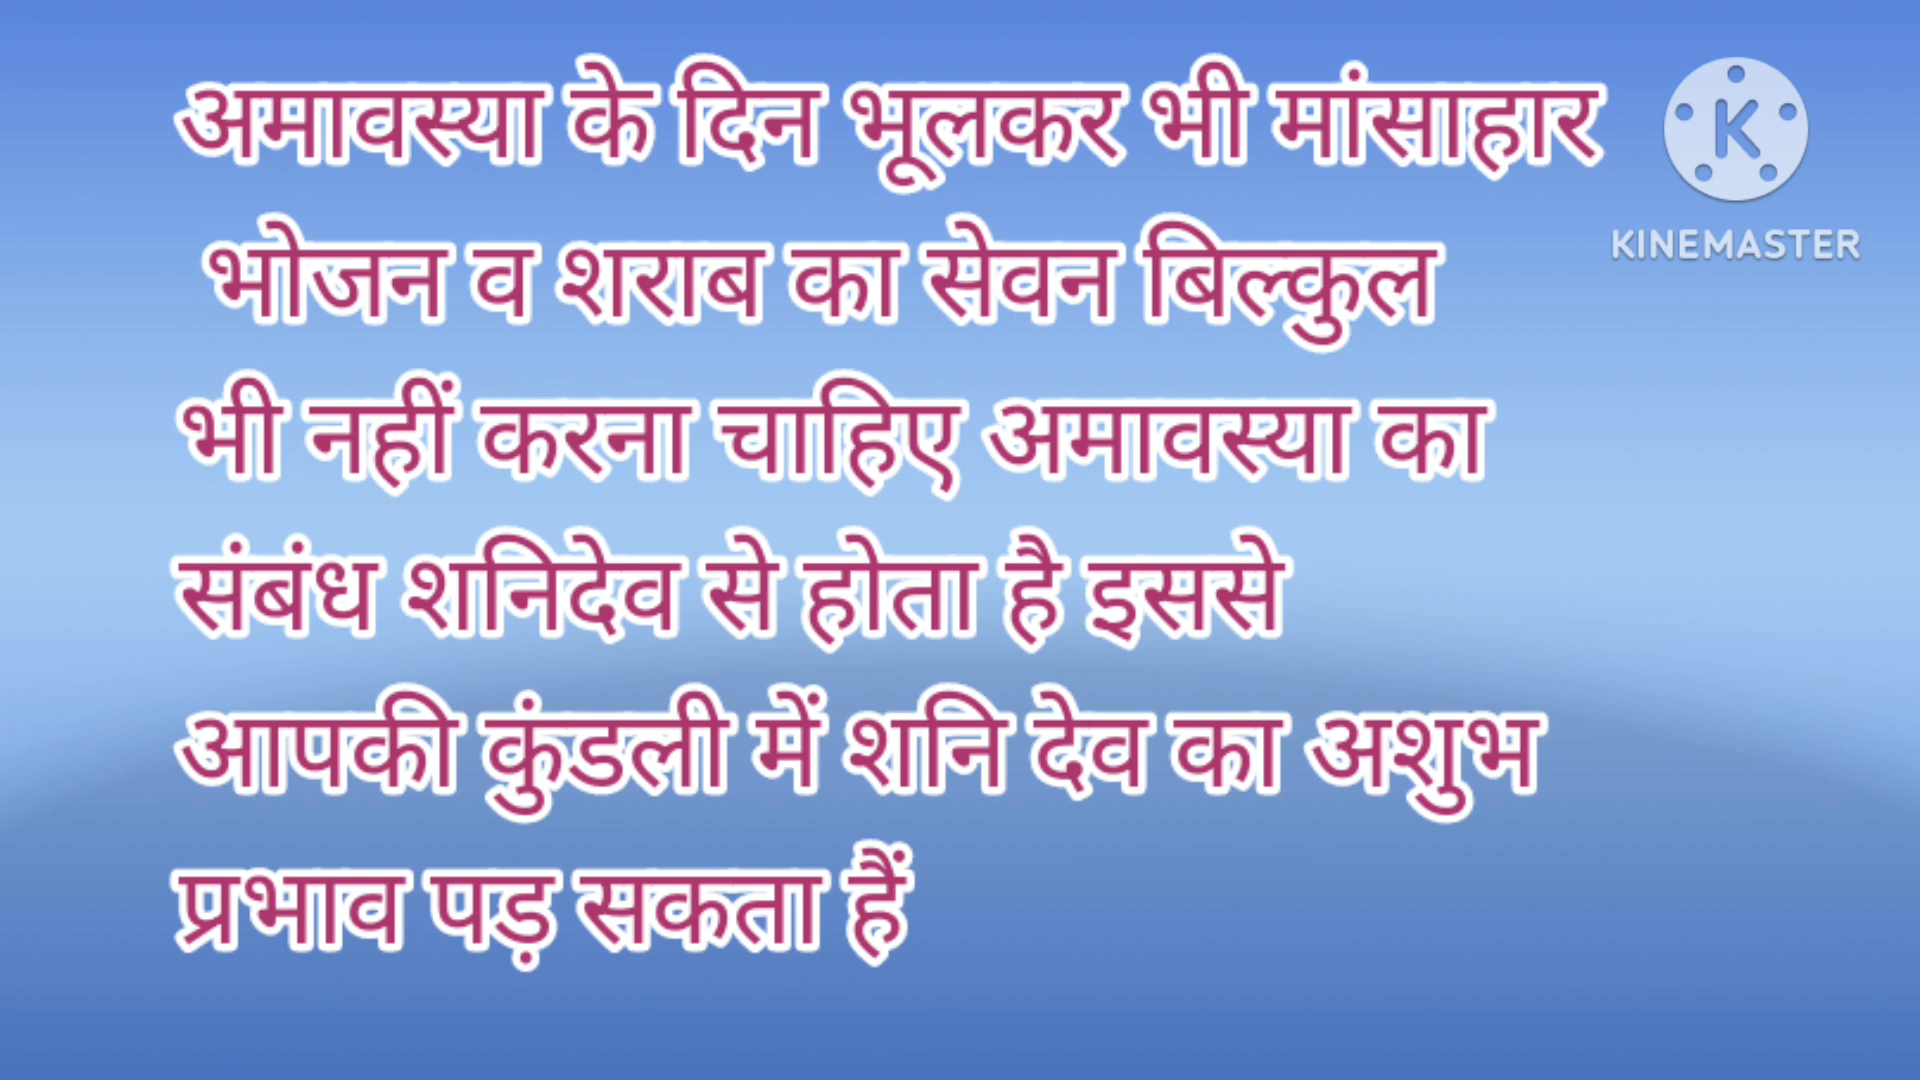 अमावस्या के दिन भूलकर भी मांसाहार
भोजन व शराब का सेवन बिल्कुल
भी नहीं करना चाहिए अमावस्या का
संबंध शनिदेव से होता है इससे
आपकी कुंडली में शनि देव का अशुभ
प्रभाव पड़ सकता हैं
K
KINEMASTER